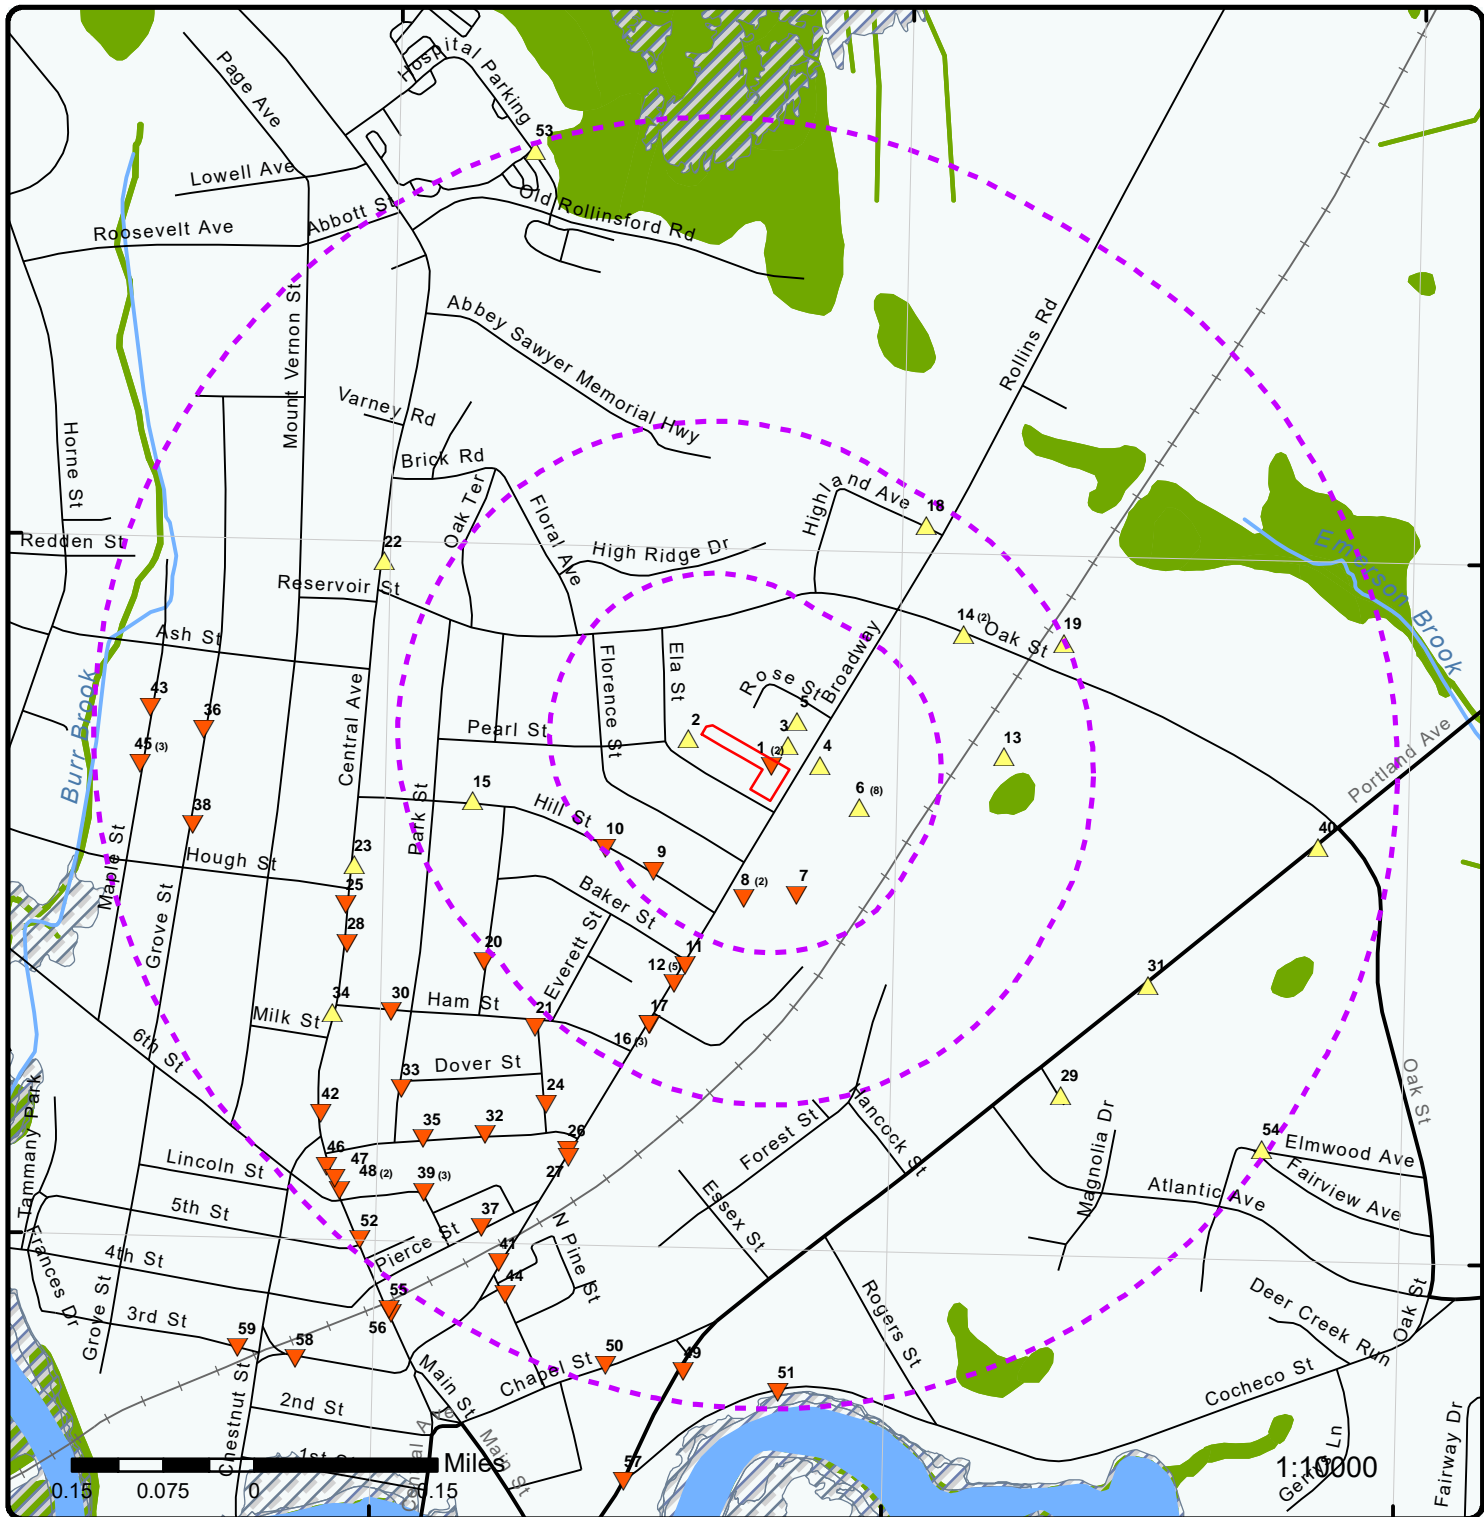 Hospital Parking
Page Ave
53
Lowell Ave
Old Rollinsford Rd
Abbott St
Roosevelt Ave
Mount Vernon St
Abbey Sawyer Memorial Hwy
Rollins Rd
Varney Rd
Horne St
Brick Rd
Oak Ter
Floral Ave
Highland Ave
18
Redden St
22
High Ridge Dr
Emerson Brook
Reservoir St
Ash St
14 (2)
Oak St
19
Florence St
Ela St
Rose St
Broadway
Burr Brook
43
36
Central Ave
Pearl St
2
5
3
1 (2)
4
13
45 (3)
Portland Ave
15
Hill St
6 (8)
38
Park St
10
40
Maple St
Hough St
23
9
25
8 (2)
7
Grove St
Baker St
28
Everett St
20
11
12 (5)
31
34
30
Ham St
Milk St
21
17
16 (3)
6th St
Dover St
33
24
29
Oak St
Tammany Park
42
35
32
26
27
Forest St
Hancock St
Magnolia Dr
54
Elmwood Ave
Fairview Ave
46
47
48 (2)
Lincoln St
39 (3)
Essex St
Atlantic Ave
5th St
52
37
Pierce St
N Pine St
4th St
41
44
Frances Dr
Grove St
3rd St
55
56
Rogers St
Deer Creek Run
Oak St
59
58
50
49
Main St
Chapel St
51
Cocheco St
Chestnut St
2nd St
Main St
1st St
57
Miles
1:10000
0.15
0.075
0
0.15
Fairway Dr